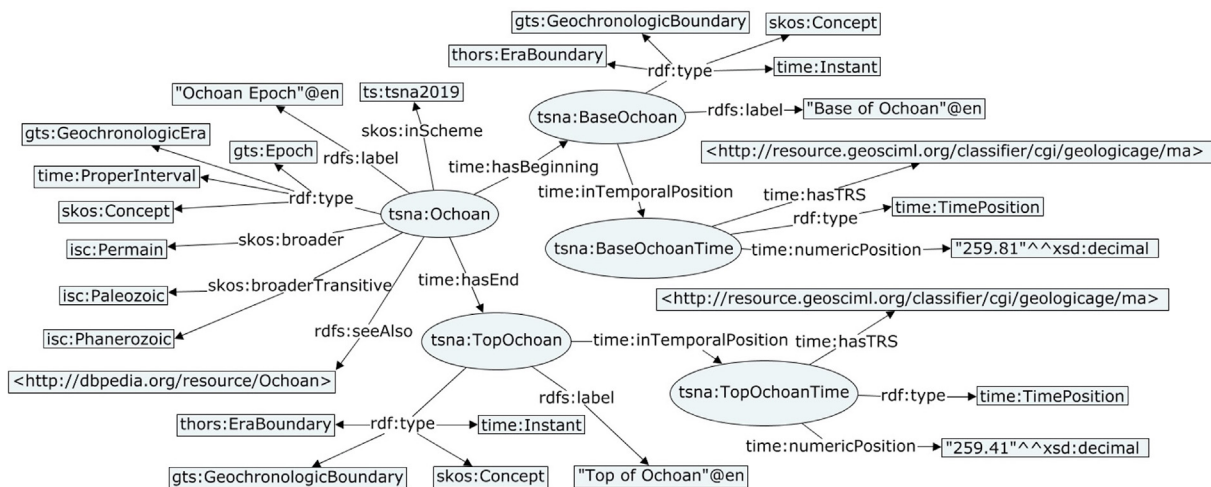 gts:GeochronologicBoundary
skos:Concept
thors:EraBoundary
rdf:type
time:Instant
"Ochoan Epoch"@en
ts:tsna2019
tsna:BaseOchoan
rdfs:label
"Base of Ochoan"@en
skos:inScheme
gts:GeochronologicEra
gts:Epoch
rdfs:label
time:hasBeginning
<http://resource.geosciml.org/classifier/cgi/geologicage/ma>
time:ProperInterval
rdf:type
time:inTemporalPosition
time:hasTRS
skos:Concept
tsna:Ochoan
rdf:type
time:TimePosition
isc:Permain
skos:broader
tsna:BaseOchoanTime
time:numericPosition
"259.81"^^xsd:decimal
time:hasEnd
isc:Paleozoic
skos:broaderTransitive
<http://resource.geosciml.org/classifier/cgi/geologicage/ma>
isc:Phanerozoic
rdfs:seeAlso
tsna:TopOchoan
time:inTemporalPosition
time:hasTRS
<http://dbpedia.org/resource/Ochoan>
tsna:TopOchoanTime
rdf:type
time:TimePosition
rdfs:label
thors:EraBoundary
rdf:type
time:Instant
time:numericPosition
"259.41"^^xsd:decimal
gts:GeochronologicBoundary
skos:Concept
"Top of Ochoan"@en